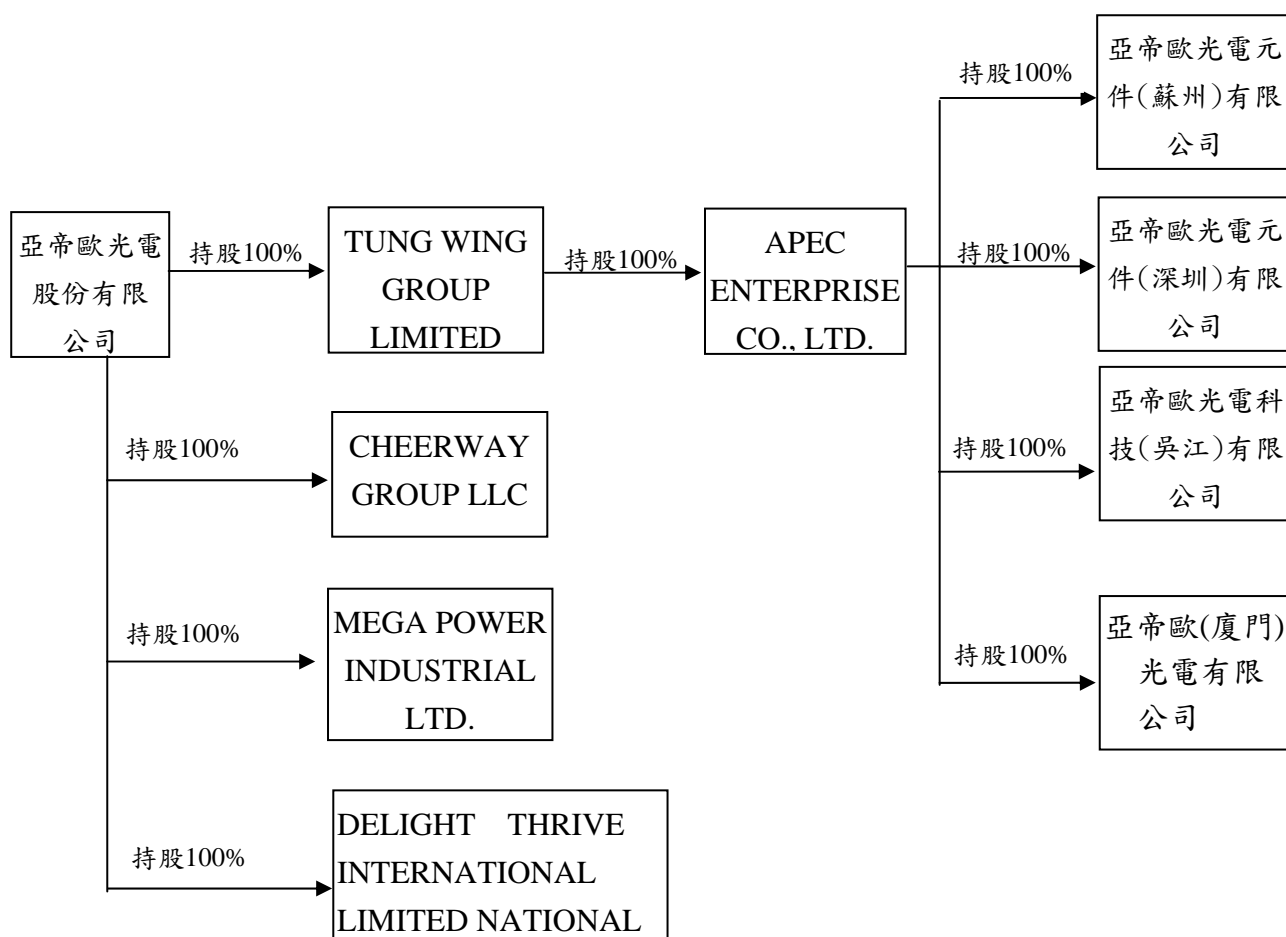 亞帝歐光電
股份有限
公司
持股100%
TUNG WING
GROUP
LIMITED
持股100%
APEC
ENTERPRISE
CO., LTD.
持股100%
亞帝歐光電元
件(蘇州)有限
公司
持股100%
亞帝歐光電元
件(深圳)有限
公司
持股100%
亞帝歐光電科
技(吳江)有限
公司
持股100%
亞帝歐(廈門)
光電有限
公司
持股100%
CHEERWAY
GROUP LLC
持股100%
MEGA POWER
INDUSTRIAL
LTD.
持股100%
DELIGHT THRIVE
INTERNATIONAL
LIMITED NATIONAL